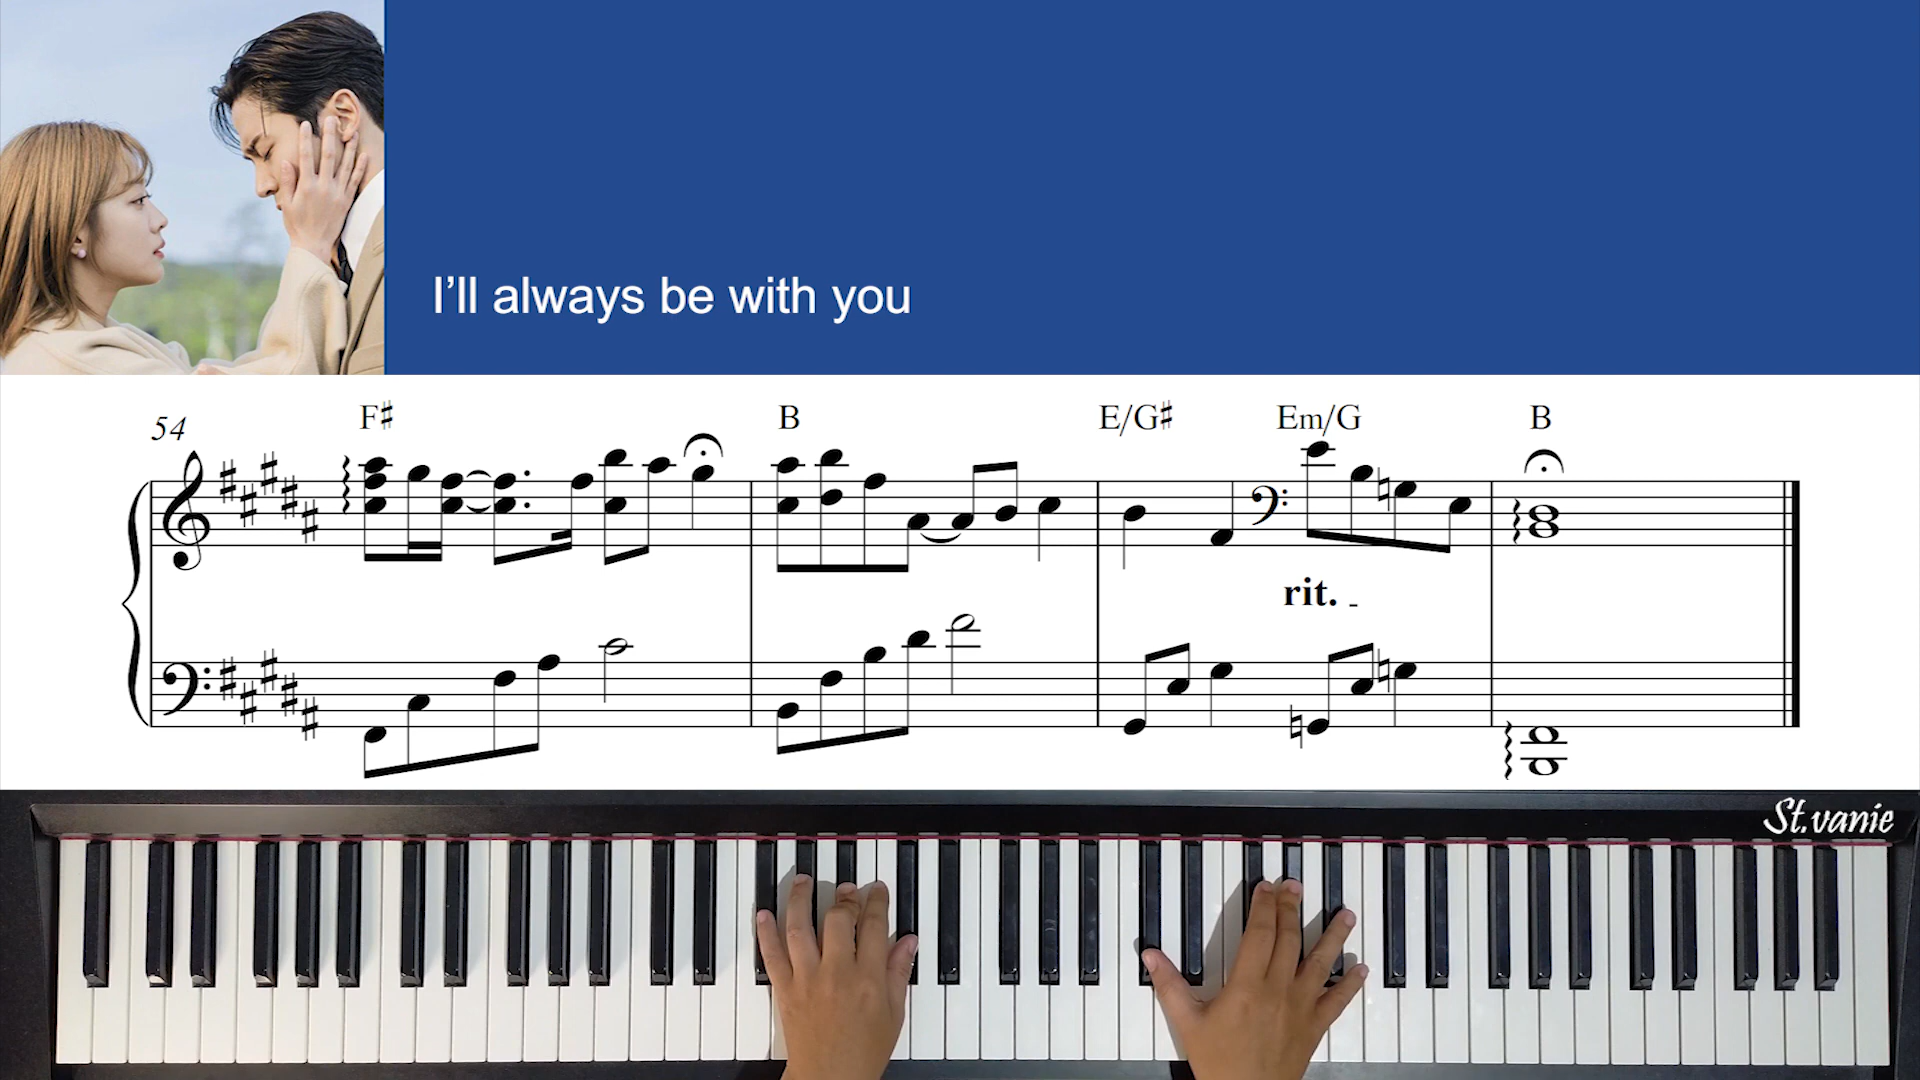 I’ll always be with you
54
F♯ B E/G♯ Em/G B
rit.
St.vanie